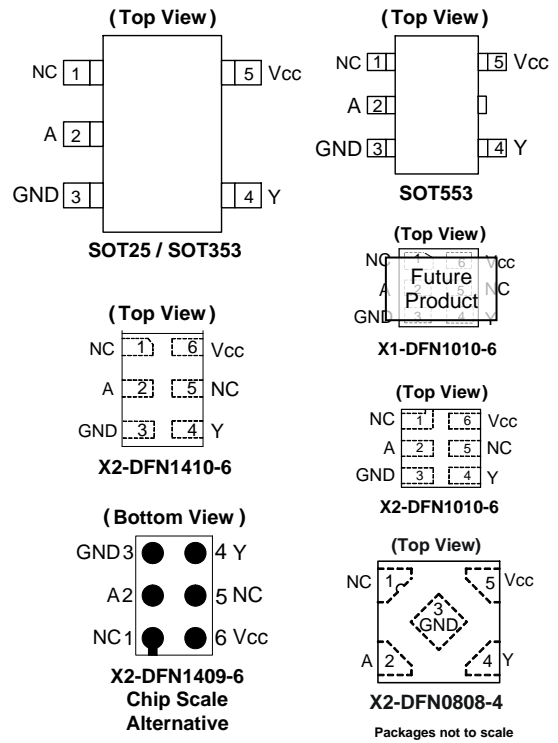 (Top View)
NC 1 5 Vcc
A 2
GND 3 4 Y
SOT25 / SOT353
(Top View)
NC 1 5 Vcc
A 2
GND 3 4 Y
SOT553
(Top View)
NC 1 6 Vcc
A 2 5 NC
GND 3 4 Y
Future
Product
X1-DFN1010-6
(Top View)
NC 1 6 Vcc
A 2 5 NC
GND 3 4 Y
X2-DFN1410-6
(Top View)
NC 1 6 Vcc
A 2 5 NC
GND 3 4 Y
X2-DFN1010-6
(Bottom View)
GND 3 4 Y
A 2 5 NC
NC 1 6 Vcc
X2-DFN1409-6
Chip Scale
Alternative
(Top View)
NC 1 5 Vcc
3
GND
A 2 4 Y
X2-DFN0808-4
Packages not to scale